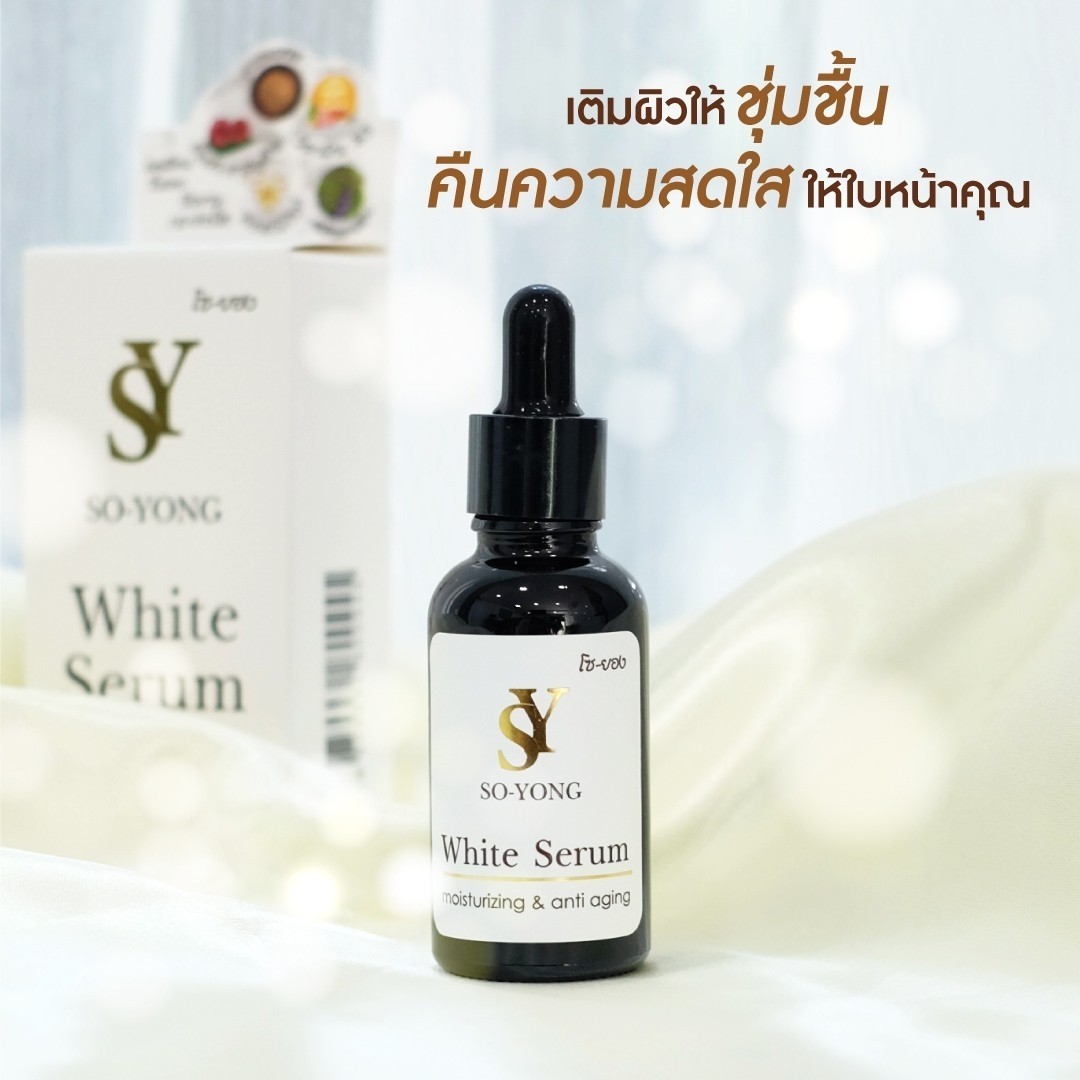 เติมผิวให้ ชุ่มชื้น
คืนความสดใส ให้ใบหน้าคุณ
โซ-ยอง
SY
SO-YONG
White
Serum
โซ-ยอง
SY
SO-YONG
White Serum
moisturizing & anti aging